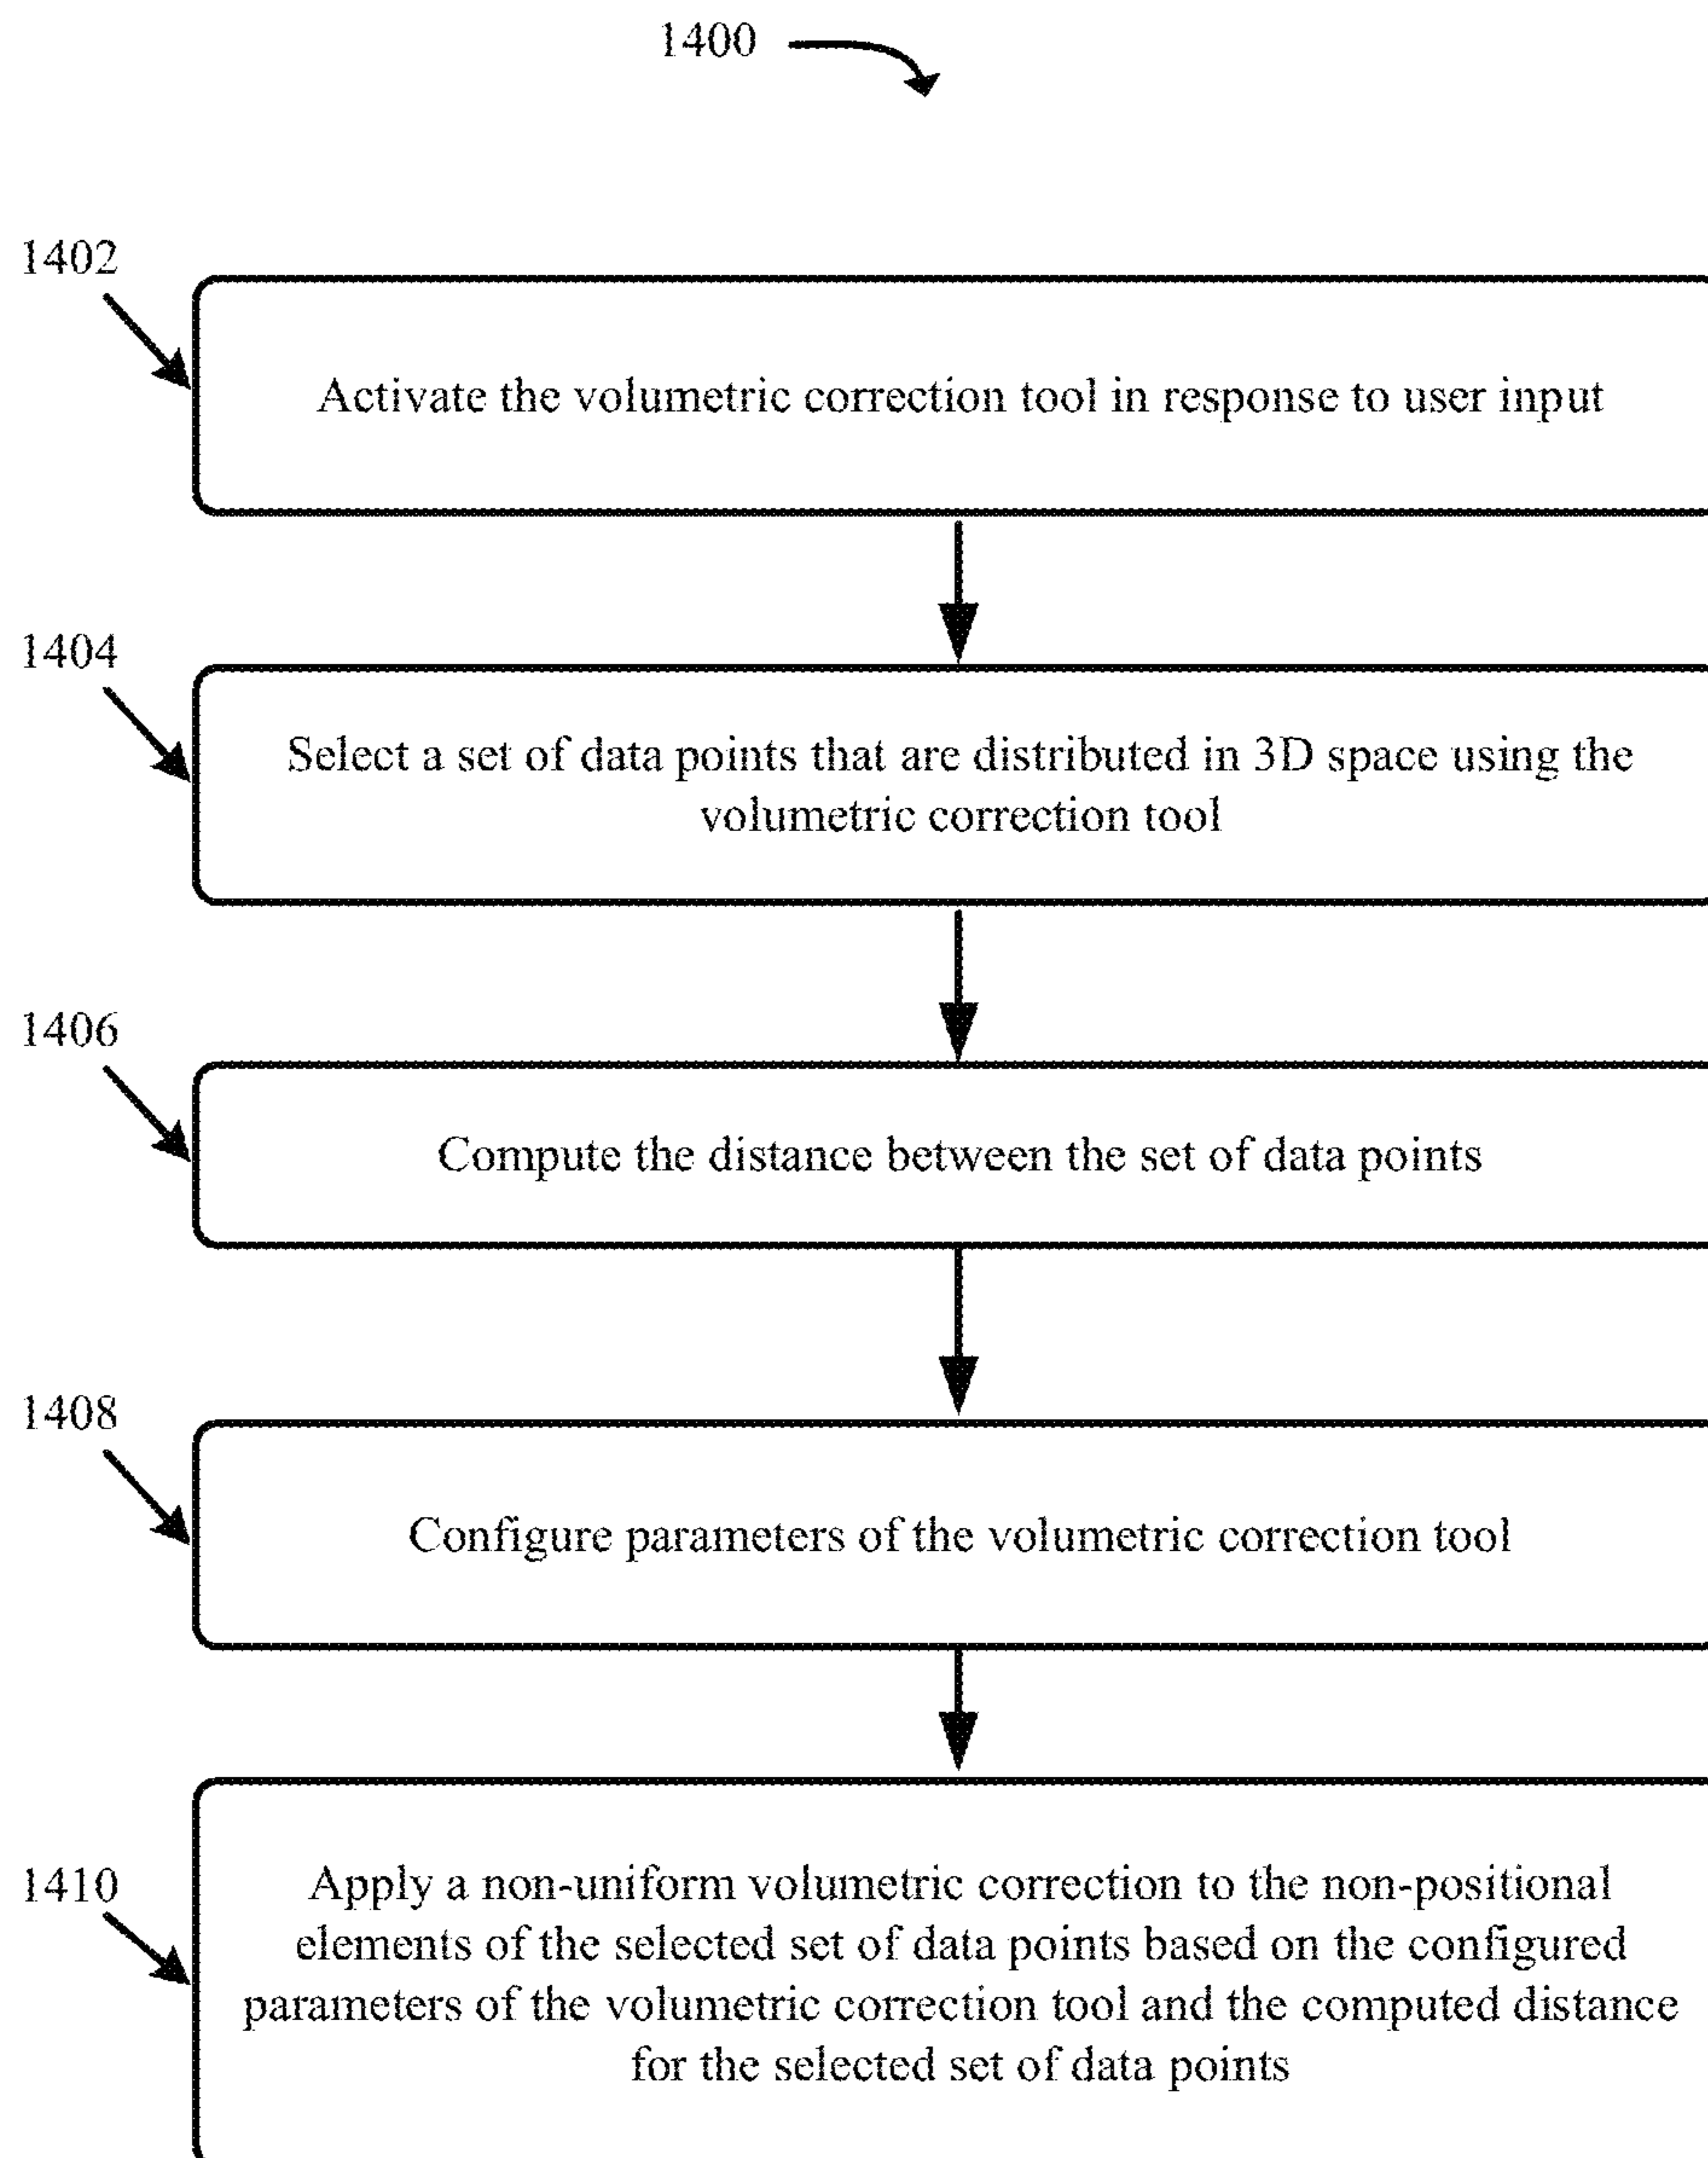 1400
1402
Activate the volumetric correction tool in response to user input
1404
Select a set of data points that are distributed in 3D space using the
volumetric correction tool
1406
Compute the distance between the set of data points
1408
Configure parameters of the volumetric correction tool
1410
Apply a non-uniform volumetric correction to the non-positional
elements of the selected set of data points based on the configured
parameters of the volumetric correction tool and the computed distance
for the selected set of data points